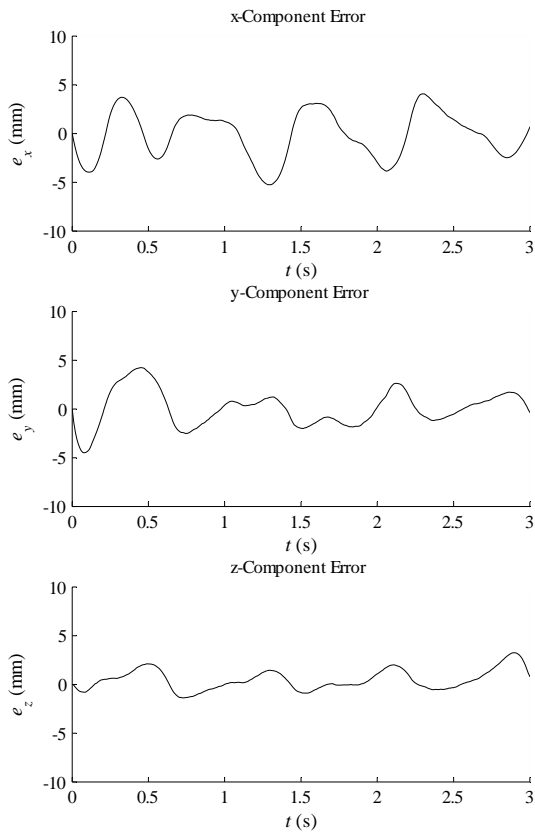 x-Component Error
10
5
0
-5
-10
e_x (mm)
0 0.5 1 1.5 2 2.5 3
t (s)
y-Component Error
10
5
0
-5
-10
e_y (mm)
0 0.5 1 1.5 2 2.5 3
t (s)
z-Component Error
10
5
0
-5
-10
e_z (mm)
0 0.5 1 1.5 2 2.5 3
t (s)